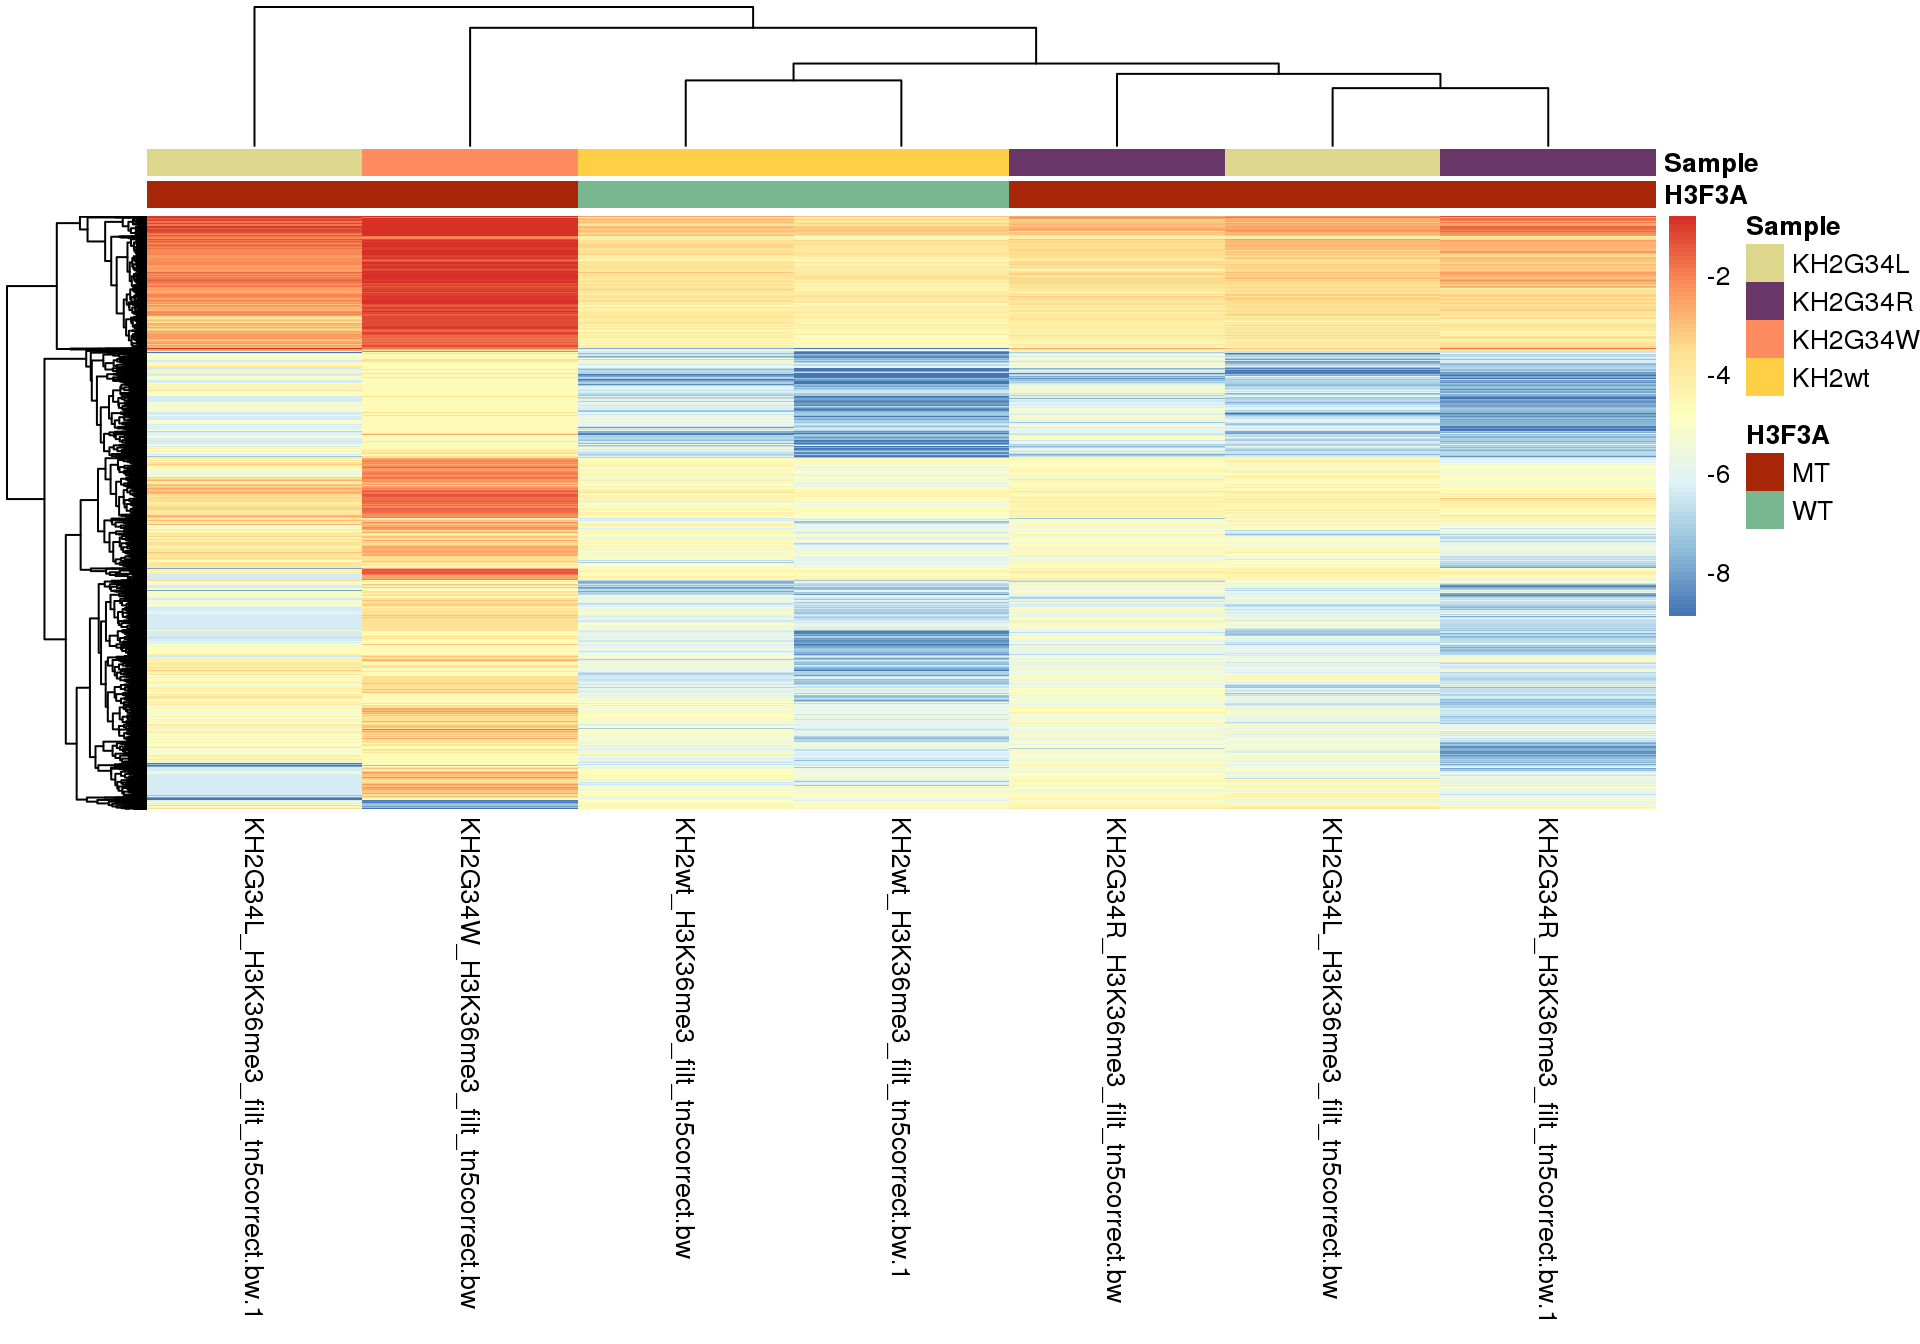 Sample
H3F3A
-2
-4
-6
-8
Sample
KH2G34L
KH2G34R
KH2G34W
KH2wt
H3F3A
MT
WT
KH2G34L_H3K36me3_filt_tn5correct.bw.1
KH2G34W_H3K36me3_filt_tn5correct.bw
KH2wt_H3K36me3_filt_tn5correct.bw
KH2wt_H3K36me3_filt_tn5correct.bw.1
KH2G34R_H3K36me3_filt_tn5correct.bw
KH2G34L_H3K36me3_filt_tn5correct.bw
KH2G34R_H3K36me3_filt_tn5correct.bw.1